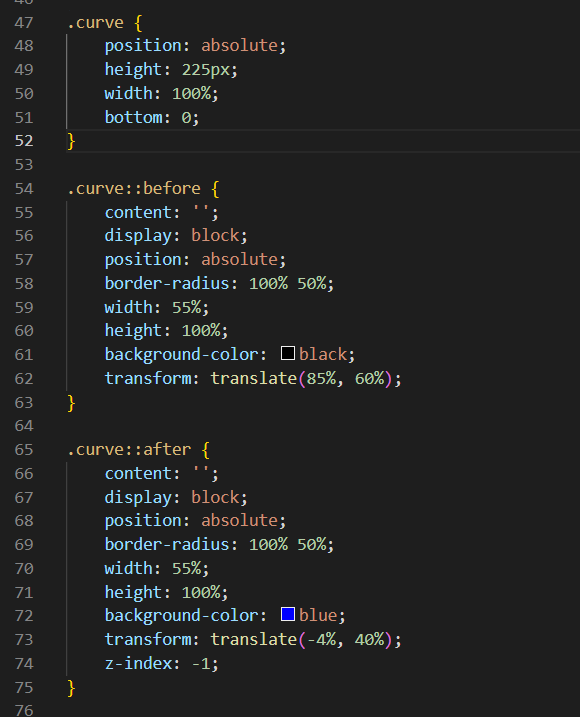 47 .curve {
48 position: absolute;
49 height: 225px;
50 width: 100%;
51 bottom: 0;
52 }
53
54 .curve::before {
55 content: '';
56 display: block;
57 position: absolute;
58 border-radius: 100% 50%;
59 width: 55%;
60 height: 100%;
61 background-color: black;
62 transform: translate(85%, 60%);
63 }
64
65 .curve::after {
66 content: '';
67 display: block;
68 position: absolute;
69 border-radius: 100% 50%;
70 width: 55%;
71 height: 100%;
72 background-color: blue;
73 transform: translate(-4%, 40%);
74 z-index: -1;
75 }
76